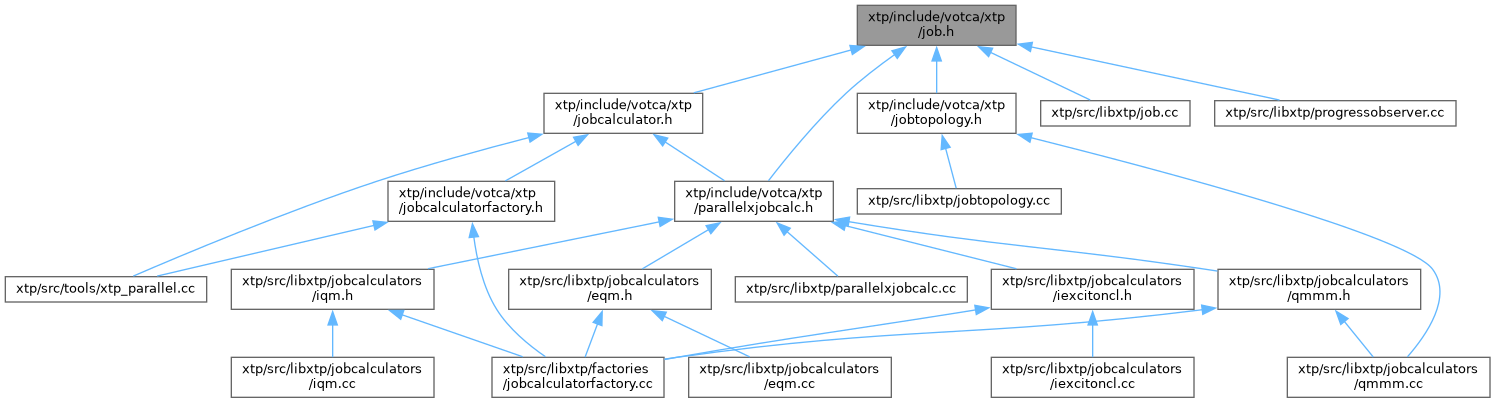 xtp/include/votca/xtp
/job.h
xtp/include/votca/xtp
/jobcalculator.h
xtp/include/votca/xtp
/jobtopology.h
xtp/src/libxtp/job.cc
xtp/src/libxtp/progressobserver.cc
xtp/include/votca/xtp
/jobcalculatorfactory.h
xtp/include/votca/xtp
/parallelxjobcalc.h
xtp/src/libxtp/jobtopology.cc
xtp/src/tools/xtp_parallel.cc
xtp/src/libxtp/jobcalculators
/iqm.h
xtp/src/libxtp/jobcalculators
/eqm.h
xtp/src/libxtp/parallelxjobcalc.cc
xtp/src/libxtp/jobcalculators
/iexcitoncl.h
xtp/src/libxtp/jobcalculators
/qmmm.h
xtp/src/libxtp/jobcalculators
/iqm.cc
xtp/src/libxtp/factories
/jobcalculatorfactory.cc
xtp/src/libxtp/jobcalculators
/eqm.cc
xtp/src/libxtp/jobcalculators
/iexcitoncl.cc
xtp/src/libxtp/jobcalculators
/qmmm.cc